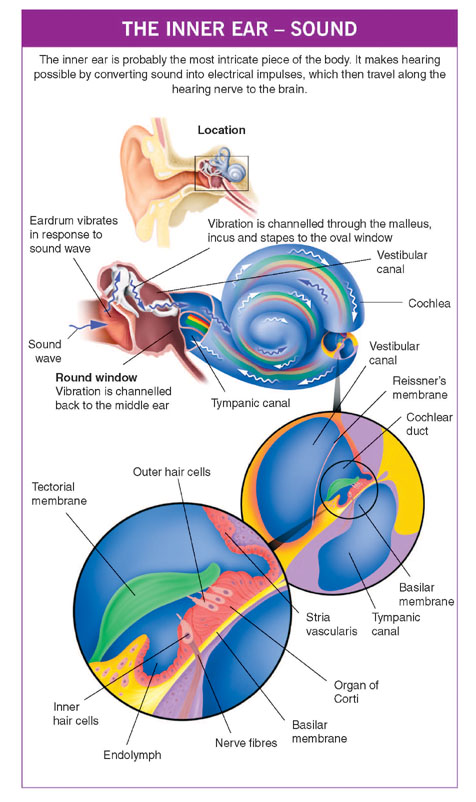 THE INNER EAR – SOUND
The inner ear is probably the most intricate piece of the body. It makes hearing
possible by converting sound into electrical impulses, which then travel along the
hearing nerve to the brain.
Location
Eardrum vibrates
in response to
sound wave
Vibration is channelled through the malleus,
incus and stapes to the oval window
Vestibular
canal
Cochlea
Sound
wave
Round window
Vibration is channelled
back to the middle ear
Tympanic canal
Vestibular
canal
Reissner's
membrane
Cochlear
duct
Outer hair cells
Tectorial
membrane
Basilar
membrane
Stria
vascularis
Tympanic
canal
Organ of
Corti
Inner
hair cells
Basilar
membrane
Nerve fibres
Endolymph